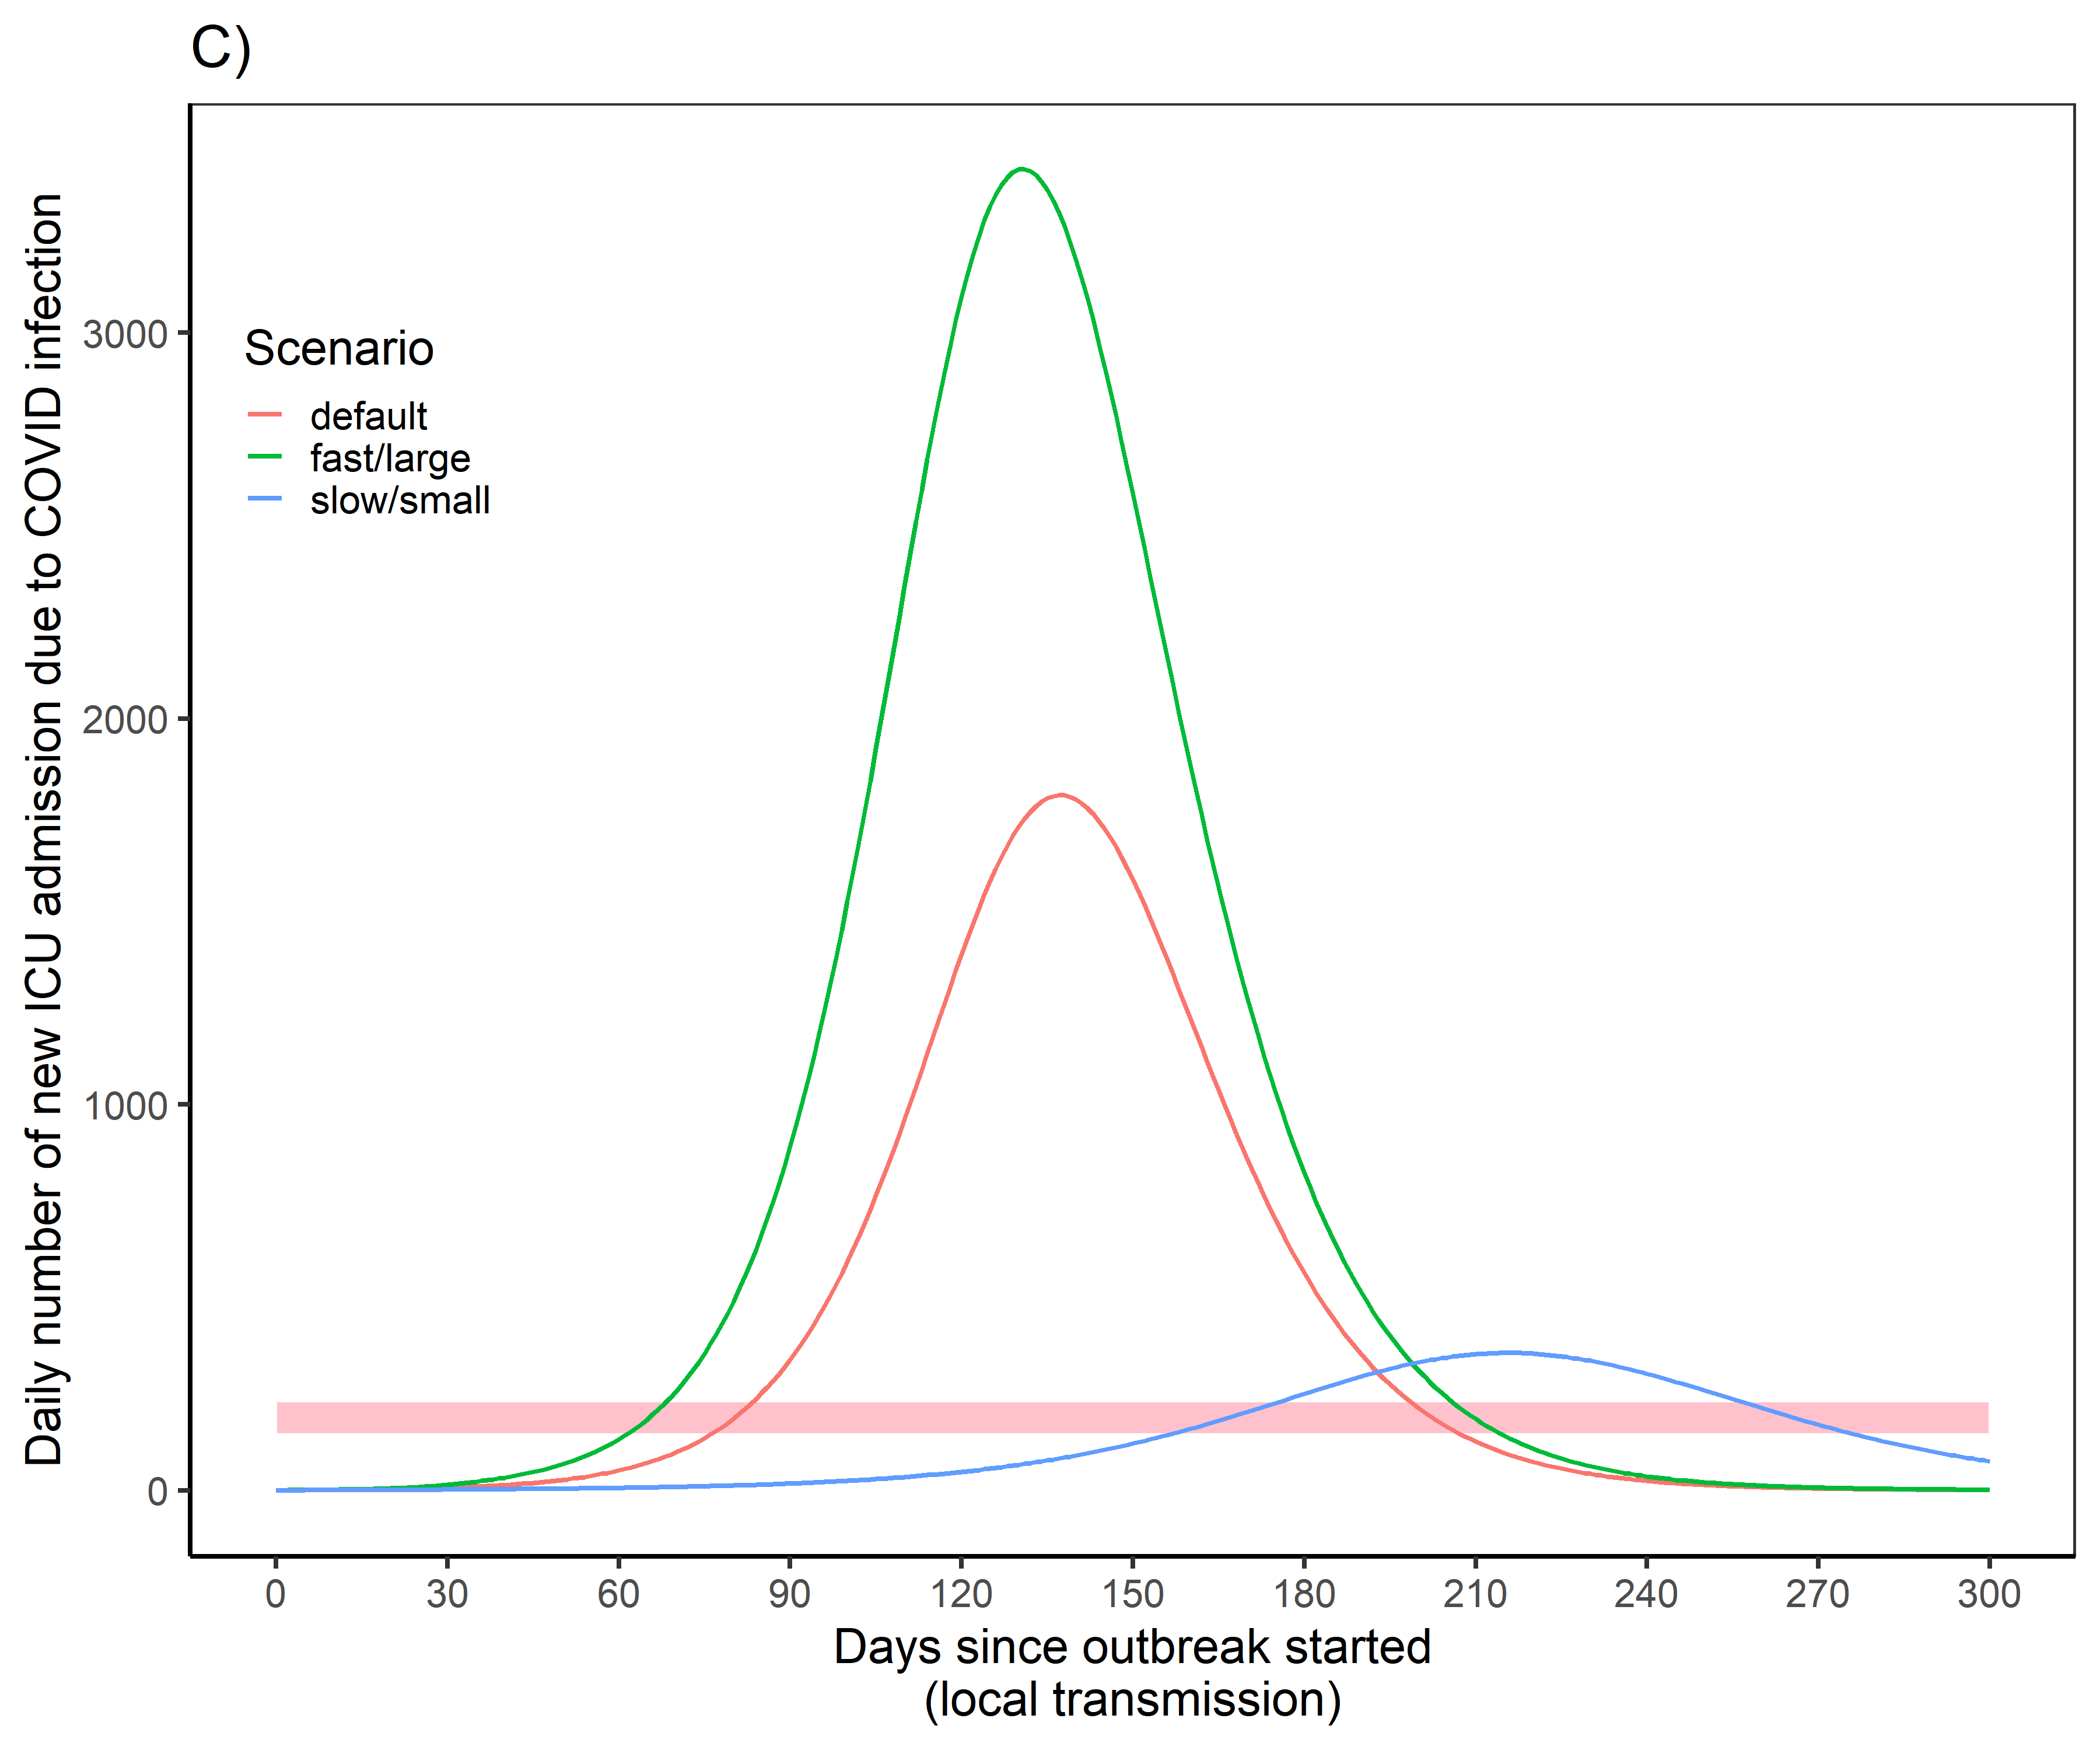 C)
Daily number of new ICU admission due to COVID infection
3000
2000
1000
0
Scenario
default
fast/large
slow/small
0 30 60 90 120 150 180 210 240 270 300
Days since outbreak started
(local transmission)